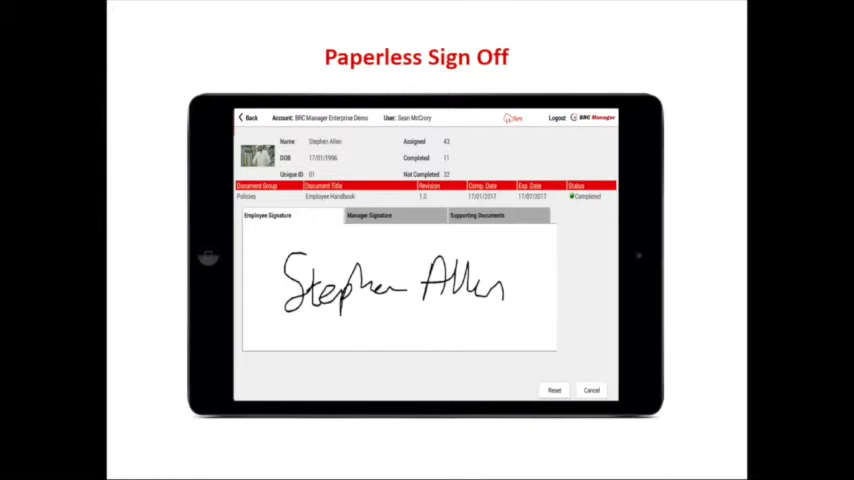 Paperless Sign Off
Back Account: BRC Manager Enterprise Demo User: Sean McCrory Logout BRC Manager
Name Stephen Allen Assigned 43
DOB 17/01/1996 Completed 11
Unique ID 01 Not Completed 32
Document Group Document Title Revision Comp. Date Exp. Date Status
Policies Employee Handbook 1.0 17/01/2017 17/07/2017 Completed
Employee Signature Manager Signature Supporting Documents
Stephen Allen
Reset Cancel